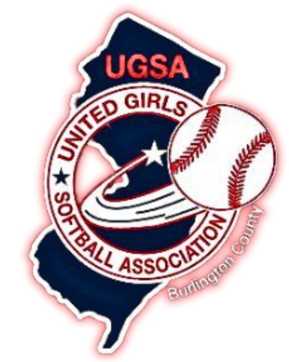 UGSA
UNITED GIRLS
SOFTBALL ASSOCIATION
Burlington County